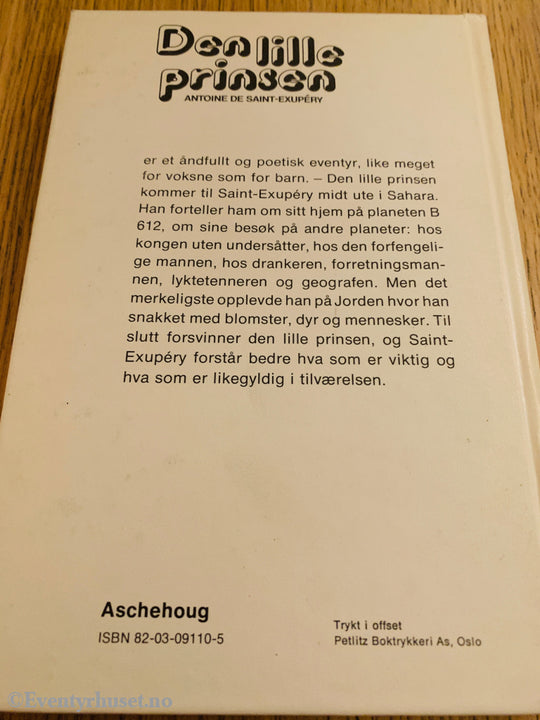 Den lille
prinsen
ANTOINE DE SAINT-EXUPÉRY
er et åndfullt og poetisk eventyr, like meget
for voksne som for barn. – Den lille prinsen
kommer til Saint-Exupéry midt ute i Sahara.
Han forteller ham om sitt hjem på planeten B
612, om sine besøk på andre planeter: hos
kongen uten undersåtter, hos den forfengeli-
ge mannen, hos drankeren, forretningsman-
nen, lyktetenneren og geografen. Men det
merkeligste opplevde han på Jorden hvor han
snakket med blomster, dyr og mennesker. Til
slutt forsvinner den lille prinsen, og Saint-
Exupéry forstår bedre hva som er viktig og
hva som er likegyldig i tilværelsen.
Aschehoug
ISBN 82-03-09110-5
Trykt i offset
Petlitz Boktrykkeri As, Oslo
©Eventyrhuset.no